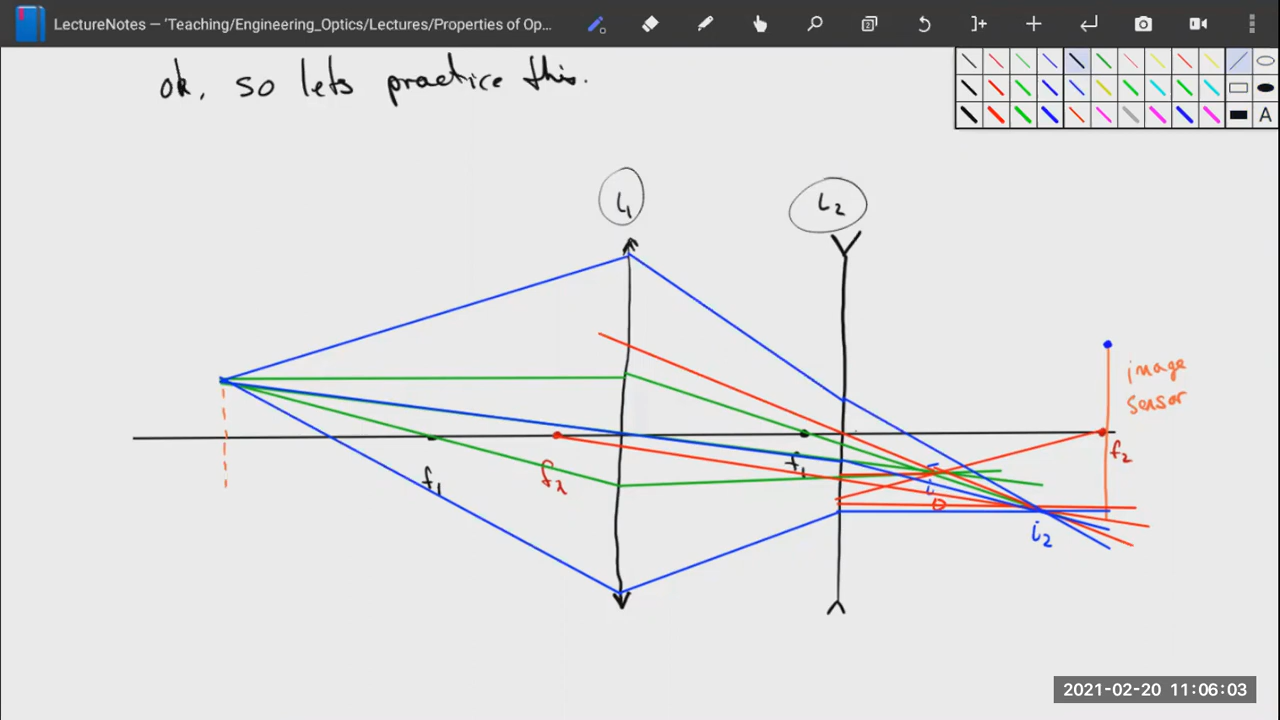 LectureNotes — 'Teaching/Engineering_Optics/Lectures/Properties of Op...
A
ok, so lets practice this.
L1
L2
image
sensor
f1
f2
f1
f2
i2
2021-02-20 11:06:03